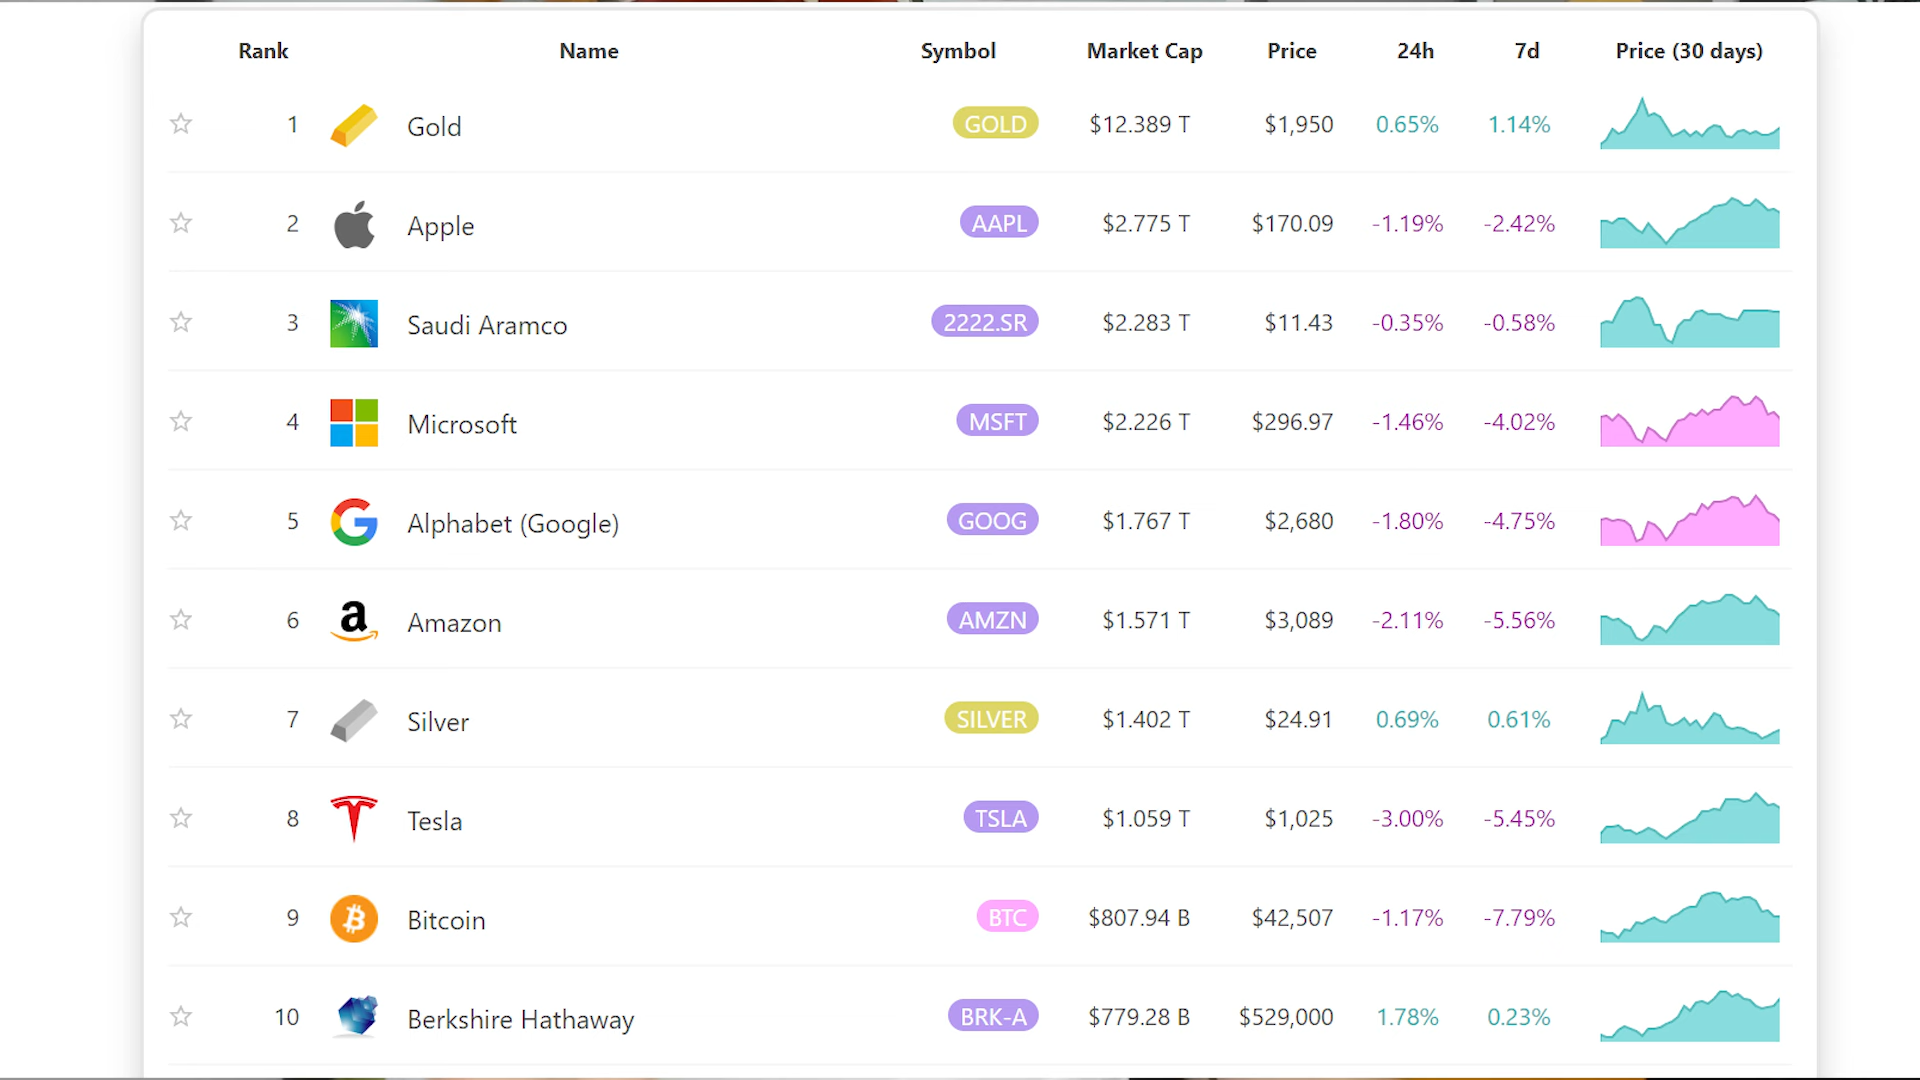 Rank Name Symbol Market Cap Price 24h 7d Price (30 days)
1 Gold GOLD $12.389 T $1,950 0.65% 1.14%
2 Apple AAPL $2.775 T $170.09 -1.19% -2.42%
3 Saudi Aramco 2222.SR $2.283 T $11.43 -0.35% -0.58%
4 Microsoft MSFT $2.226 T $296.97 -1.46% -4.02%
5 Alphabet (Google) GOOG $1.767 T $2,680 -1.80% -4.75%
6 Amazon AMZN $1.571 T $3,089 -2.11% -5.56%
7 Silver SILVER $1.402 T $24.91 0.69% 0.61%
8 Tesla TSLA $1.059 T $1,025 -3.00% -5.45%
9 Bitcoin BTC $807.94 B $42,507 -1.17% -7.79%
10 Berkshire Hathaway BRK-A $779.28 B $529,000 1.78% 0.23%